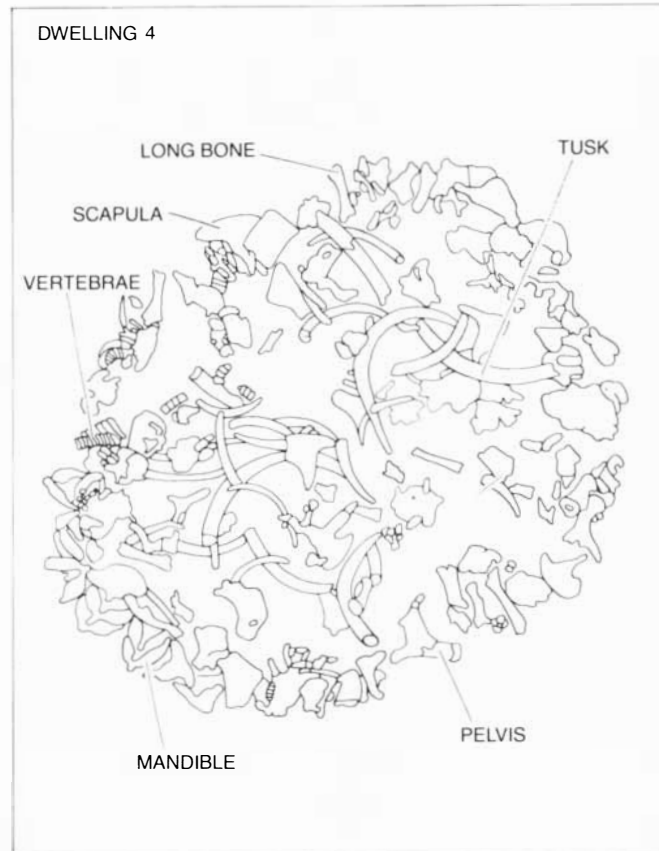 DWELLING 4
LONG BONE
TUSK
SCAPULA
VERTEBRAE
PELVIS
MANDIBLE